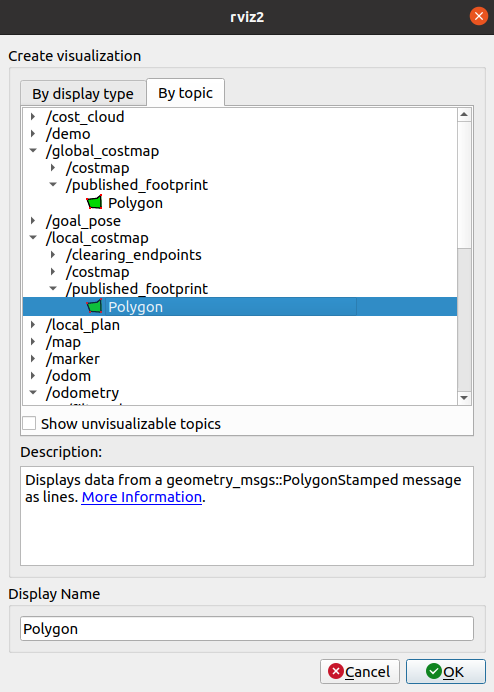 rviz2
Create visualization
By display type
By topic
/cost_cloud
/demo
/global_costmap
/costmap
/published_footprint
Polygon
/goal_pose
/local_costmap
/clearing_endpoints
/costmap
/published_footprint
Polygon
/local_plan
/map
/marker
/odom
/odometry
Show unvisualizable topics
Description:
Displays data from a geometry_msgs::PolygonStamped message
as lines. More Information.
Display Name
Polygon
Cancel
OK